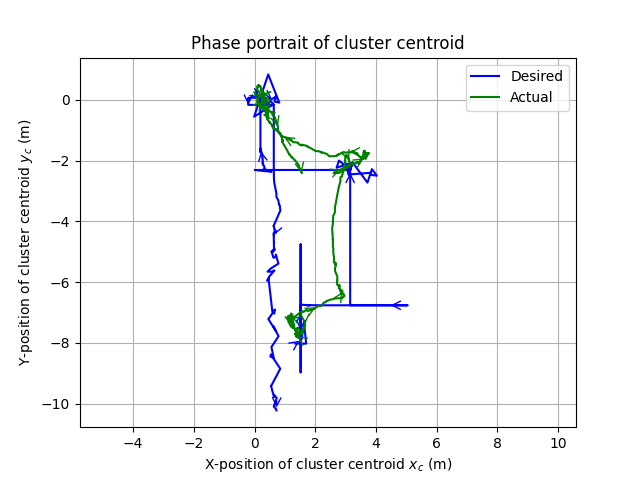 Phase portrait of cluster centroid
Desired
Actual
Y-position of cluster centroid y_c (m)
0
−2
−4
−6
−8
−10
−4
−2
0
2
4
6
8
10
X-position of cluster centroid x_c (m)